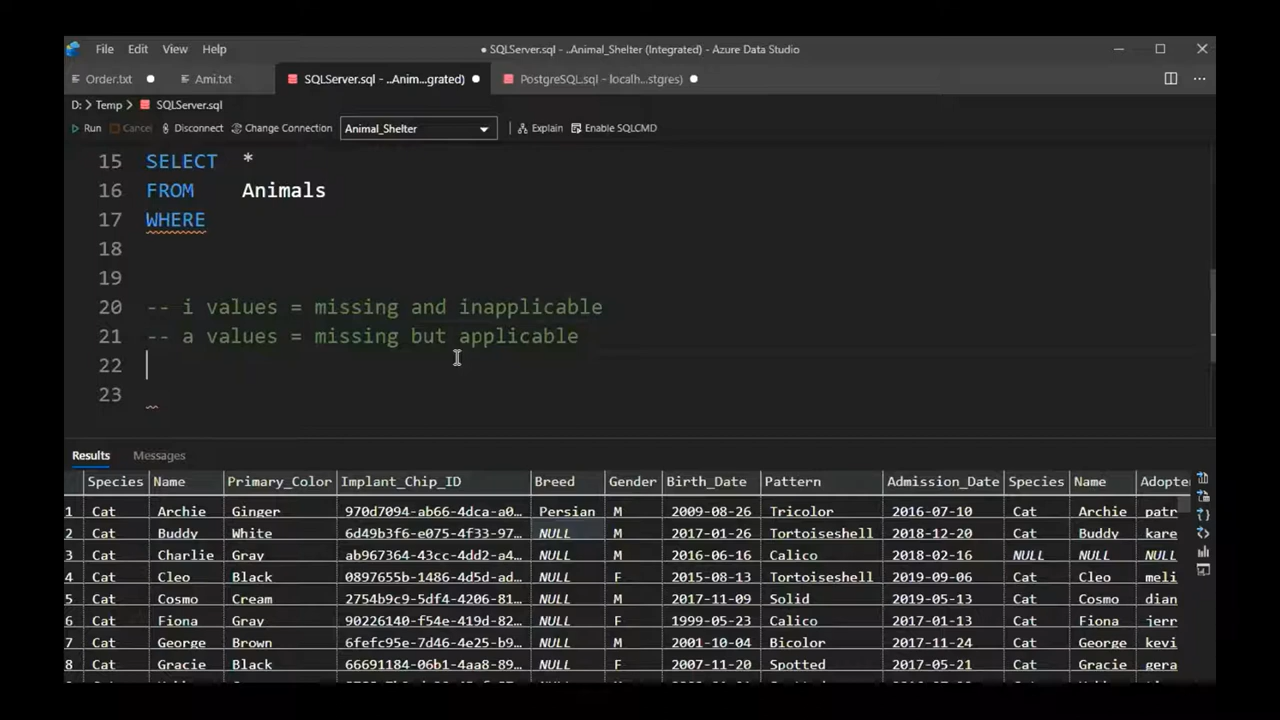 File Edit View Help ● SQLServer.sql - ..Animal_Shelter (Integrated) - Azure Data Studio
Order.txt Ami.txt SQLServer.sql - ..Anim...grated) PostgreSQL.sql - localh...stgres)
D: > Temp > SQLServer.sql
Run Cancel Disconnect Change Connection Animal_Shelter Explain Enable SQLCMD
15 SELECT *
16 FROM Animals
17 WHERE
18
19
20 -- i values = missing and inapplicable
21 -- a values = missing but applicable
22
23
Results Messages
Species Name Primary_Color Implant_Chip_ID Breed Gender Birth_Date Pattern Admission_Date Species Name Adopte
1 Cat Archie Ginger 970d7094-ab66-4dca-a0… Persian M 2009-08-26 Tricolor 2016-07-10 Cat Archie patr
2 Cat Buddy White 6d49b3f6-e075-4f33-97… NULL M 2017-01-26 Tortoiseshell 2018-12-20 Cat Buddy kare
3 Cat Charlie Gray ab967364-43cc-4dd2-a4… NULL M 2016-06-16 Calico 2018-02-16 NULL NULL NULL
4 Cat Cleo Black 0897655b-1486-4d5d-ad… NULL F 2015-08-13 Tortoiseshell 2019-09-06 Cat Cleo meli
5 Cat Cosmo Cream 2754b9c9-5df4-4206-81… NULL M 2017-11-09 Solid 2019-05-13 Cat Cosmo dian
6 Cat Fiona Gray 90226140-f54e-419d-82… NULL F 1999-05-23 Calico 2017-01-13 Cat Fiona jerr
7 Cat George Brown 6fefc95e-7d46-4e25-b9… NULL M 2001-10-04 Bicolor 2017-11-24 Cat George kevi
8 Cat Gracie Black 66691184-06b1-4aa8-89… NULL F 2007-11-20 Spotted 2017-05-21 Cat Gracie gera